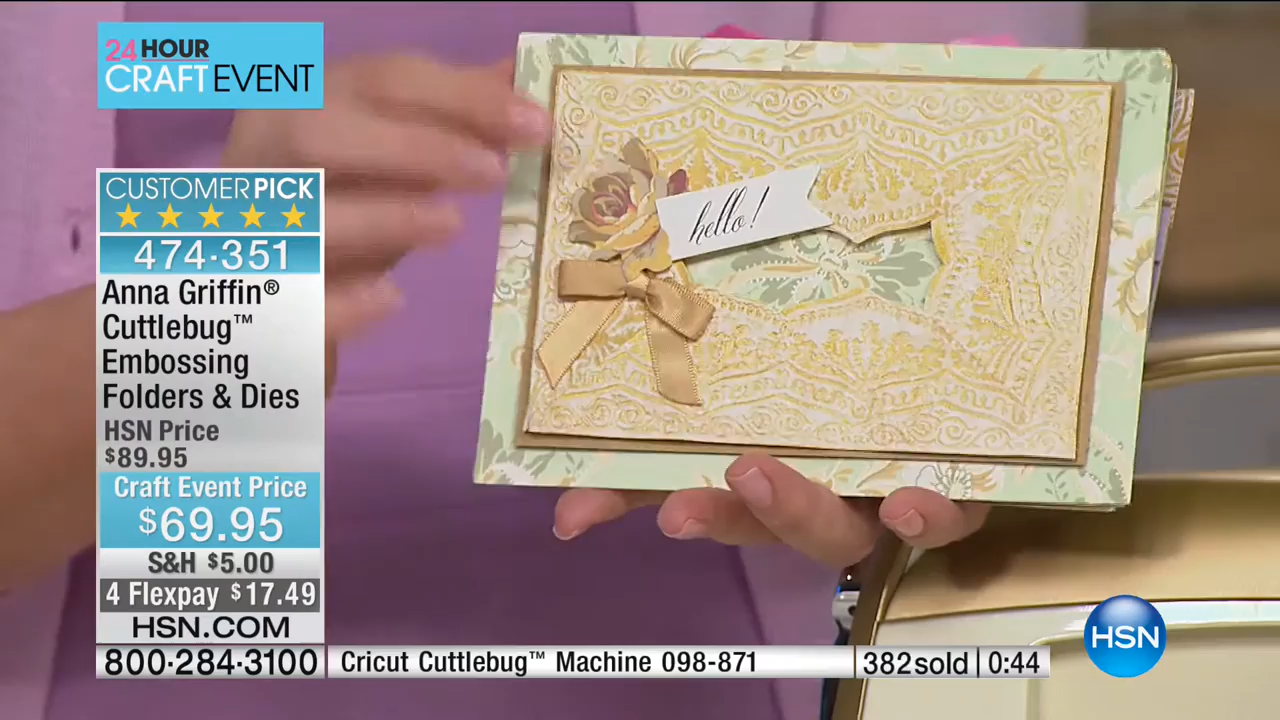 24 HOUR
CRAFT EVENT
CUSTOMER PICK
474·351
Anna Griffin®
Cuttlebug™
Embossing
Folders & Dies
HSN Price
$89.95
Craft Event Price
$69.95
S&H $5.00
4 Flexpay $17.49
HSN.COM
800·284·3100
Cricut Cuttlebug™ Machine 098-871
382 sold
0:44
hello!
HSN